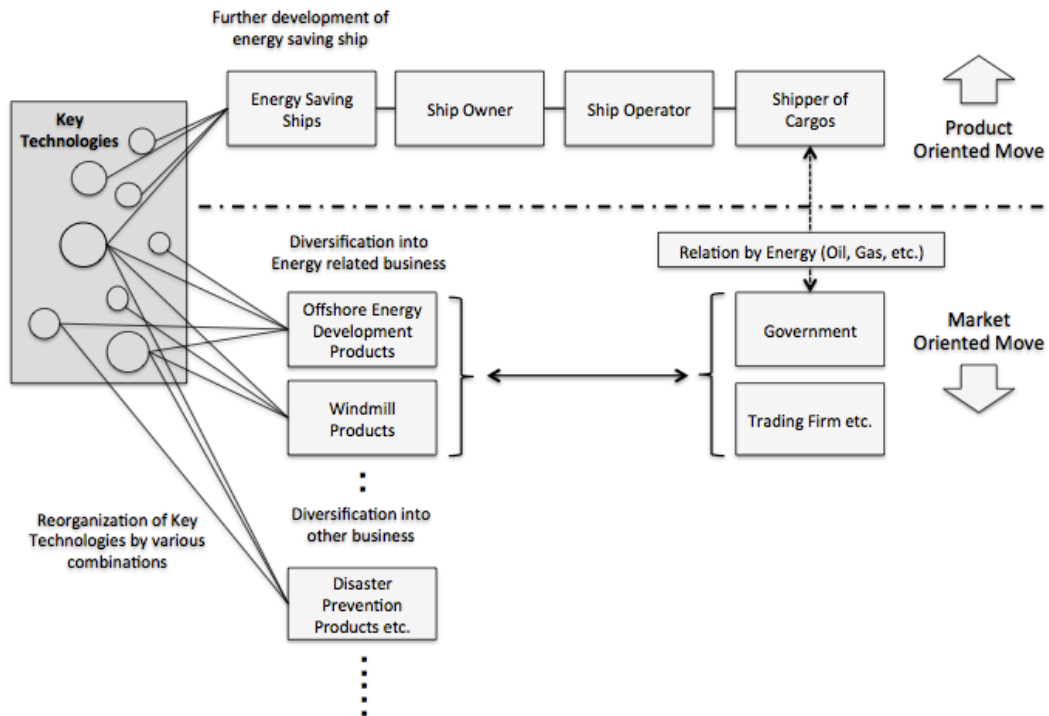 Further development of
energy saving ship
Key
Technologies
Energy Saving
Ships
Ship Owner
Ship Operator
Shipper of
Cargos
Product
Oriented Move
Diversification into
Energy related business
Relation by Energy (Oil, Gas, etc.)
Offshore Energy
Development
Products
Government
Market
Oriented Move
Windmill
Products
Trading Firm etc.
Reorganization of Key
Technologies by various
combinations
Diversification into
other business
Disaster
Prevention
Products etc.